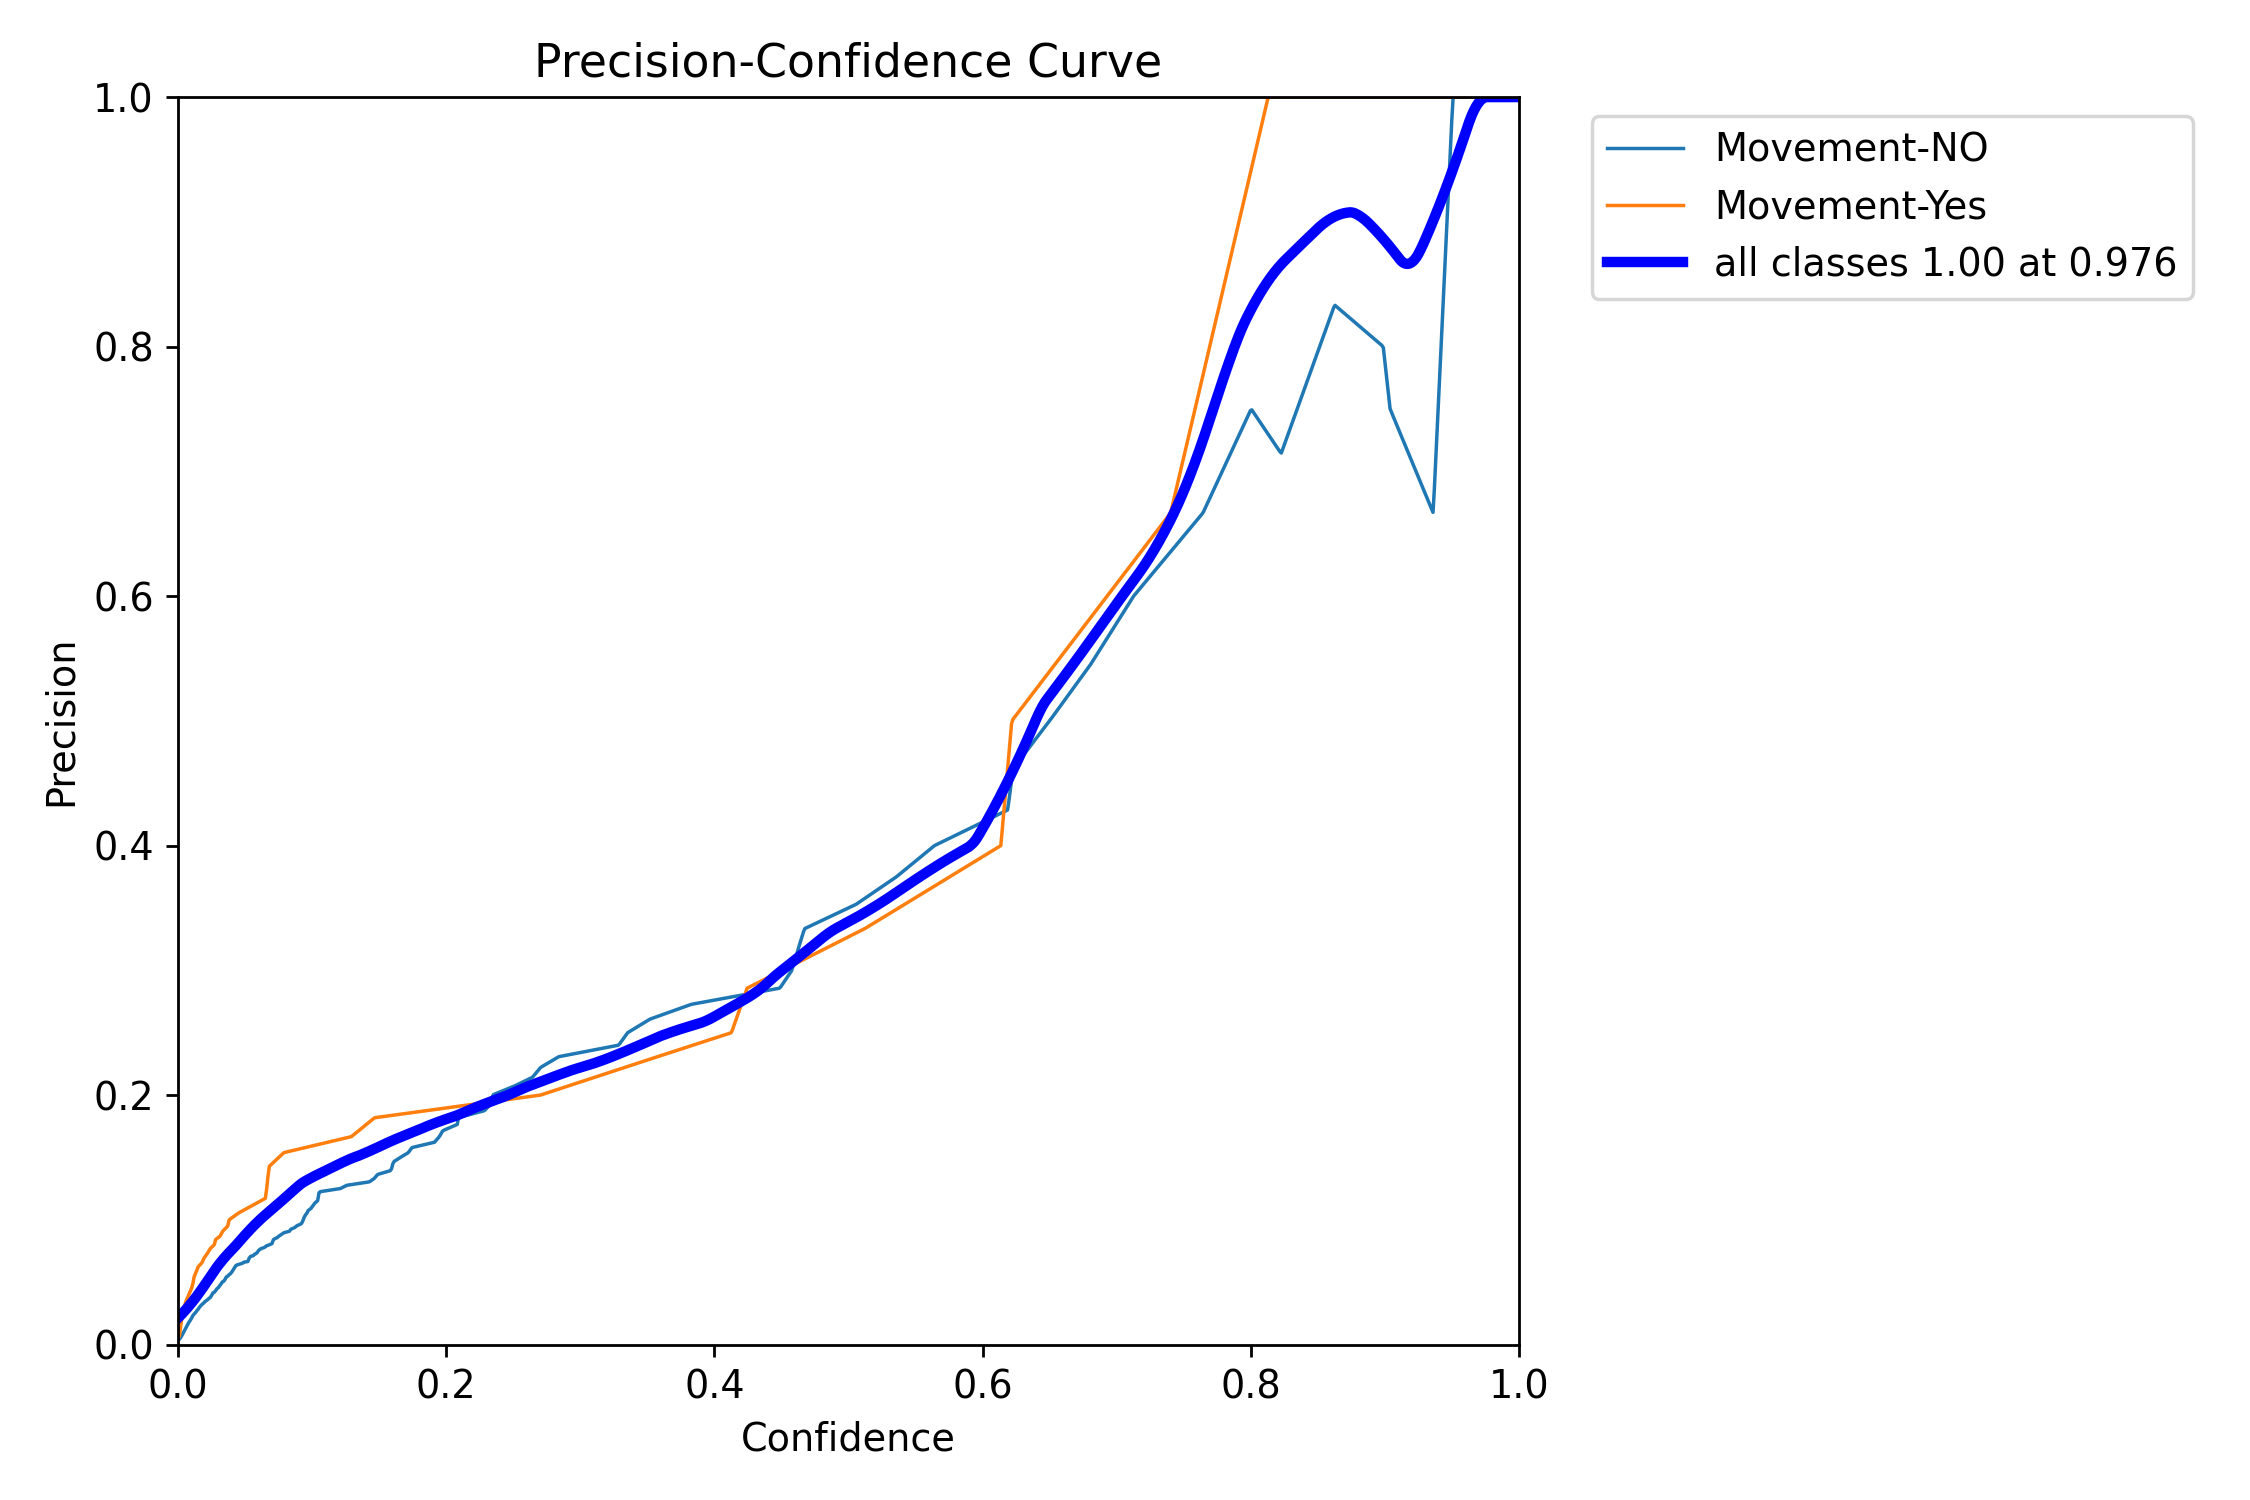 Precision-Confidence Curve
1.0
0.8
0.6
0.4
0.2
0.0
Precision
0.0 0.2 0.4 0.6 0.8 1.0
Confidence
Movement-NO
Movement-Yes
all classes 1.00 at 0.976